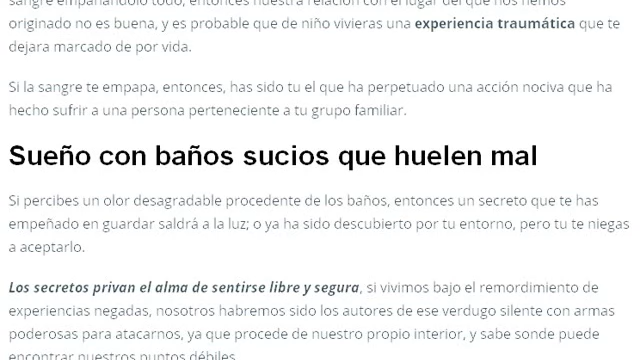 sangre empañándolo todo, entonces nuestra relación con el lugar del que nos hemos
originado no es buena, y es probable que de niño vivieras una experiencia traumática que te
dejara marcado de por vida.
Si la sangre te empapa, entonces, has sido tu el que ha perpetuado una acción nociva que ha
hecho sufrir a una persona perteneciente a tu grupo familiar.
Sueño con baños sucios que huelen mal
Si percibes un olor desagradable procedente de los baños, entonces un secreto que te has
empeñado en guardar saldrá a la luz; o ya ha sido descubierto por tu entorno, pero tu te niegas
a aceptarlo.
Los secretos privan el alma de sentirse libre y segura, si vivimos bajo el remordimiento de
experiencias negadas, nosotros habremos sido los autores de ese verdugo silente con armas
poderosas para atacarnos, ya que procede de nuestro propio interior, y sabe sonde puede
encontrar nuestros puntos débiles